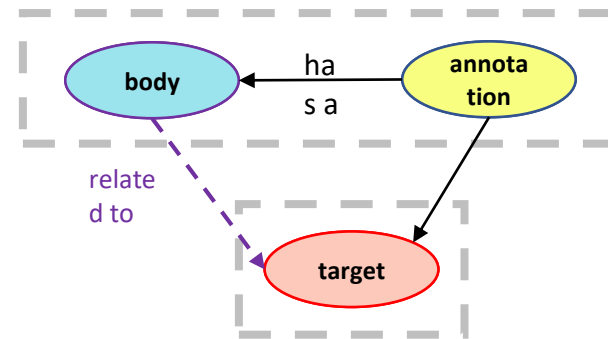 body
ha
s a
annota
tion
relate
d to
target